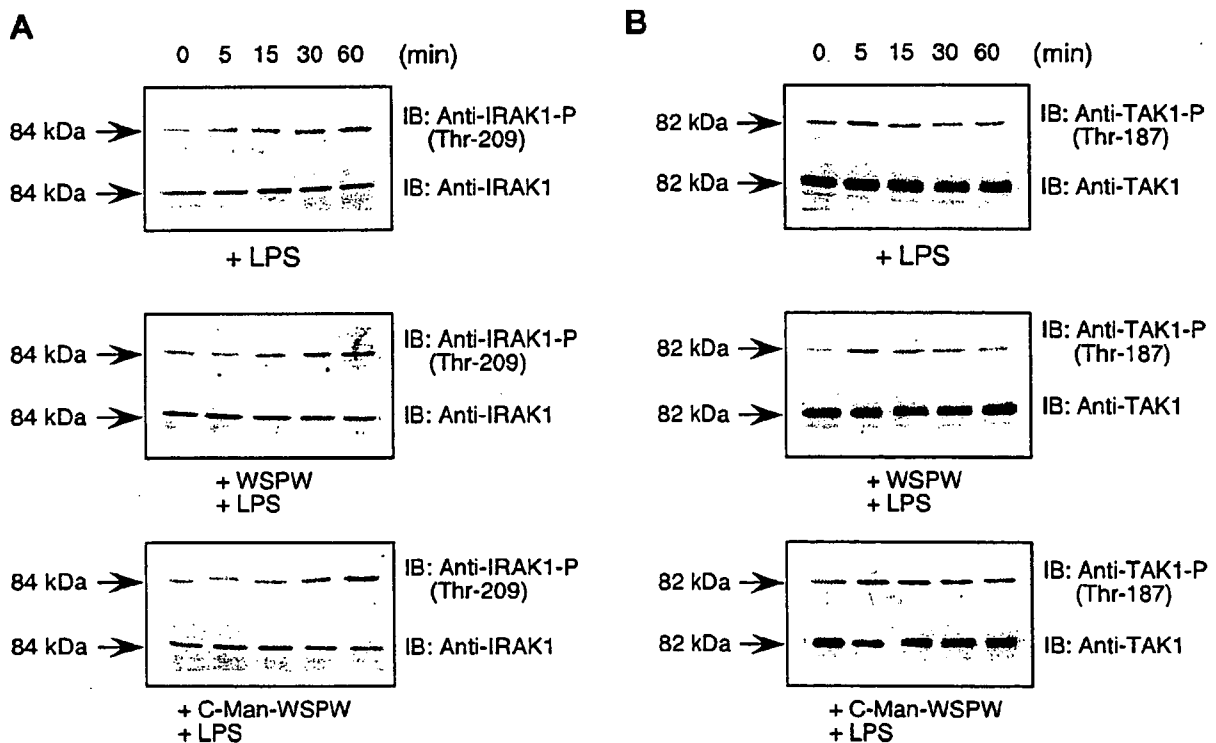 A
0 5 15 30 60 (min)
84 kDa
IB: Anti-IRAK1-P
(Thr-209)
84 kDa
IB: Anti-IRAK1
+ LPS
84 kDa
IB: Anti-IRAK1-P
(Thr-209)
84 kDa
IB: Anti-IRAK1
+ WSPW
+ LPS
84 kDa
IB: Anti-IRAK1-P
(Thr-209)
84 kDa
IB: Anti-IRAK1
+ C-Man-WSPW
+ LPS
B
0 5 15 30 60 (min)
82 kDa
IB: Anti-TAK1-P
(Thr-187)
82 kDa
IB: Anti-TAK1
+ LPS
82 kDa
IB: Anti-TAK1-P
(Thr-187)
82 kDa
IB: Anti-TAK1
+ WSPW
+ LPS
82 kDa
IB: Anti-TAK1-P
(Thr-187)
82 kDa
IB: Anti-TAK1
+ C-Man-WSPW
+ LPS